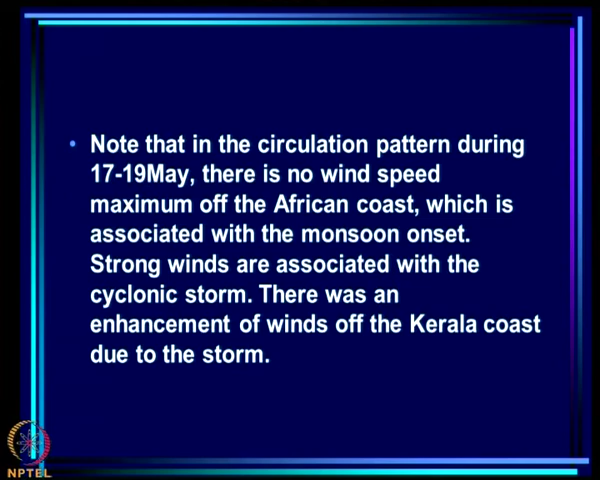 • Note that in the circulation pattern during
17-19May, there is no wind speed
maximum off the African coast, which is
associated with the monsoon onset.
Strong winds are associated with the
cyclonic storm. There was an
enhancement of winds off the Kerala coast
due to the storm.
NPTEL